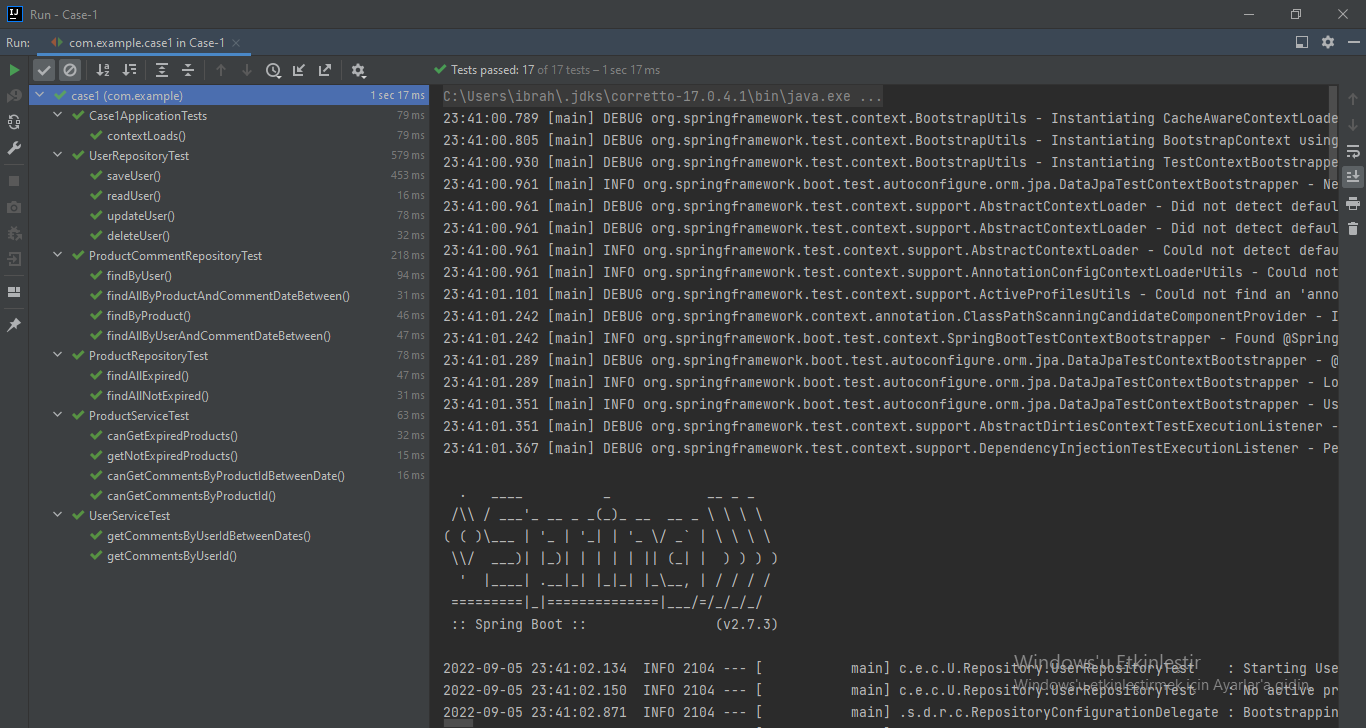 Run - Case-1
Run: com.example.case1 in Case-1
Tests passed: 17 of 17 tests – 1 sec 17 ms
case1 (com.example) 1 sec 17 ms
Case1ApplicationTests 79 ms
contextLoads() 79 ms
UserRepositoryTest 579 ms
saveUser() 453 ms
readUser() 16 ms
updateUser() 78 ms
deleteUser() 32 ms
ProductCommentRepositoryTest 218 ms
findByUser() 94 ms
findAllByProductAndCommentDateBetween() 31 ms
findByProduct() 46 ms
findAllByUserAndCommentDateBetween() 47 ms
ProductRepositoryTest 78 ms
findAllExpired() 47 ms
findAllNotExpired() 31 ms
ProductServiceTest 63 ms
canGetExpiredProducts() 32 ms
getNotExpiredProducts() 15 ms
canGetCommentsByProductIdBetweenDate() 16 ms
canGetCommentsByProductId()
UserServiceTest
getCommentsByUserIdBetweenDates()
getCommentsByUserId()
C:\Users\ibrah\.jdks\corretto-17.0.4.1\bin\java.exe ...
23:41:00.789 [main] DEBUG org.springframework.test.context.BootstrapUtils - Instantiating CacheAwareContextLoade
23:41:00.805 [main] DEBUG org.springframework.test.context.BootstrapUtils - Instantiating BootstrapContext using
23:41:00.930 [main] DEBUG org.springframework.test.context.BootstrapUtils - Instantiating TestContextBootstrappe
23:41:00.961 [main] INFO org.springframework.boot.test.autoconfigure.orm.jpa.DataJpaTestContextBootstrapper - Ne
23:41:00.961 [main] DEBUG org.springframework.test.context.support.AbstractContextLoader - Did not detect defaul
23:41:00.961 [main] DEBUG org.springframework.test.context.support.AbstractContextLoader - Did not detect defaul
23:41:00.961 [main] INFO org.springframework.test.context.support.AbstractContextLoader - Could not detect defau
23:41:00.961 [main] INFO org.springframework.test.context.support.AnnotationConfigContextLoaderUtils - Could not
23:41:01.101 [main] DEBUG org.springframework.test.context.support.ActiveProfilesUtils - Could not find an 'anno
23:41:01.242 [main] DEBUG org.springframework.context.annotation.ClassPathScanningCandidateComponentProvider - I
23:41:01.242 [main] INFO org.springframework.boot.test.context.SpringBootTestContextBootstrapper - Found @Spring
23:41:01.289 [main] DEBUG org.springframework.boot.test.autoconfigure.orm.jpa.DataJpaTestContextBootstrapper - @
23:41:01.289 [main] INFO org.springframework.boot.test.autoconfigure.orm.jpa.DataJpaTestContextBootstrapper - Lo
23:41:01.351 [main] INFO org.springframework.boot.test.autoconfigure.orm.jpa.DataJpaTestContextBootstrapper - Us
23:41:01.351 [main] DEBUG org.springframework.test.context.support.AbstractDirtiesContextTestExecutionListener -
23:41:01.367 [main] DEBUG org.springframework.test.context.support.DependencyInjectionTestExecutionListener - Pe
  .   ____          _            __ _ _
 /\\ / ___'_ __ _ _(_)_ __  __ _ \ \ \ \
( ( )\___ | '_ | '_| | '_ \/ _` | \ \ \ \
 \\/  ___)| |_)| | | | | || (_| |  ) ) ) )
  '  |____| .__|_| |_|_| |_\__, | / / / /
 =========|_|==============|___/=/_/_/_/
 :: Spring Boot ::                (v2.7.3)
2022-09-05 23:41:02.134  INFO 2104 --- [           main] c.e.c.U.Repository.UserRepositoryTest    : Starting Use
2022-09-05 23:41:02.150  INFO 2104 --- [           main] c.e.c.U.Repository.UserRepositoryTest    : No active pr
2022-09-05 23:41:02.871  INFO 2104 --- [           main] .s.d.r.c.RepositoryConfigurationDelegate : Bootstrappin
Windows'u Etkinleştir
Windows'u etkinleştirmek için Ayarlar'a gidin.